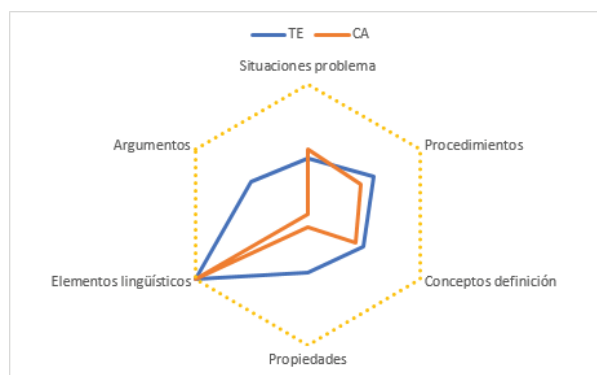 TE CA
Situaciones problema
Argumentos
Procedimientos
Elementos lingüísticos
Conceptos definición
Propiedades